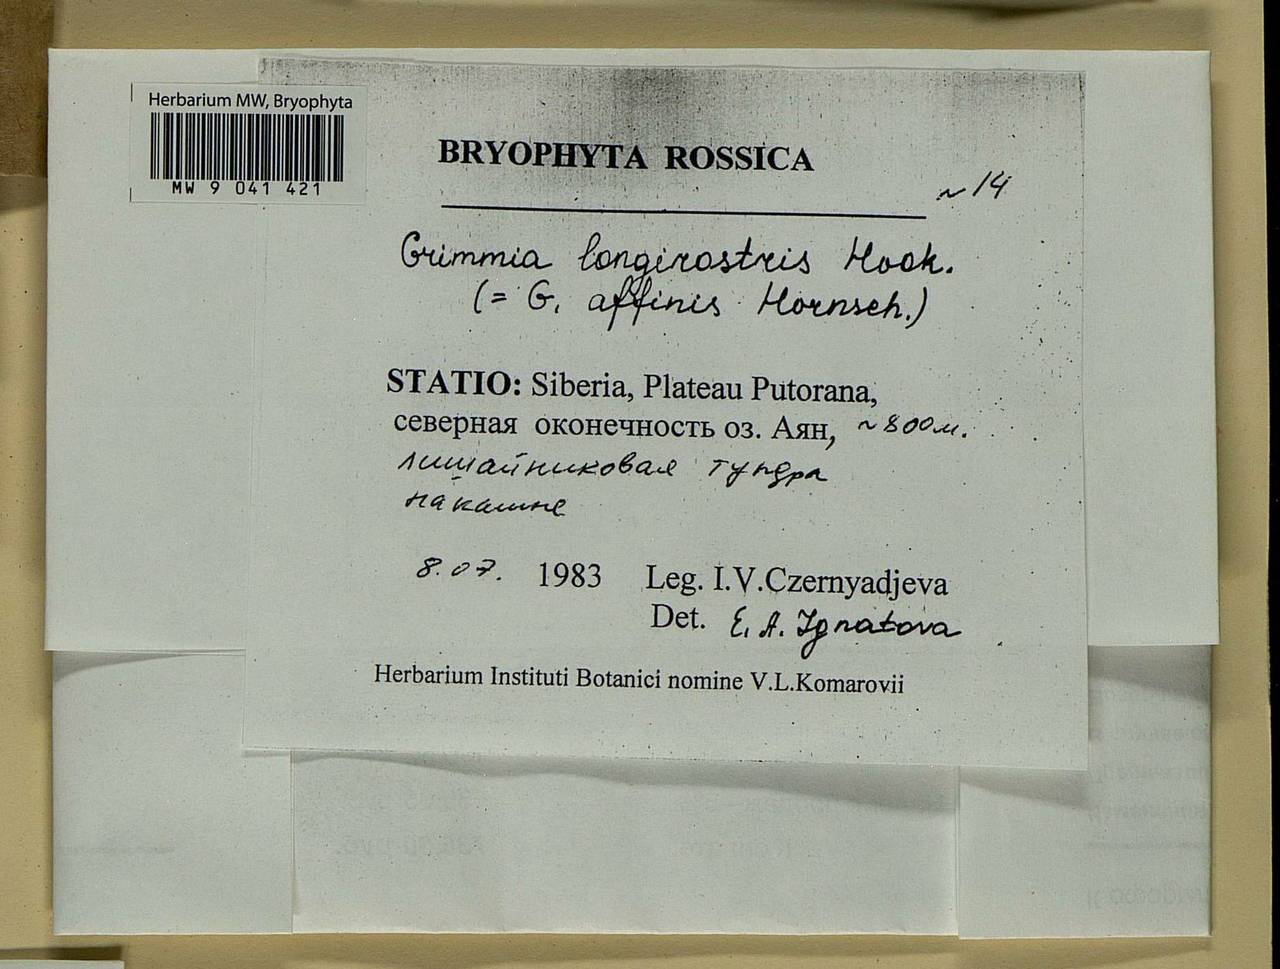 Herbarium MW, Bryophyta
MW 9 041 421
BRYOPHYTA ROSSICA
~ 14
Grimmia longirostris Hook.
(= G. affinis Hornsch.)
STATIO: Siberia, Plateau Putorana,
северная оконечность оз. Аян, ~800м.
лишайниковая тундра
на камне
8.07. 1983 Leg. I.V.Czernyadjeva
Det. E. A. Ignatova
Herbarium Instituti Botanici nomine V.L.Komarovii